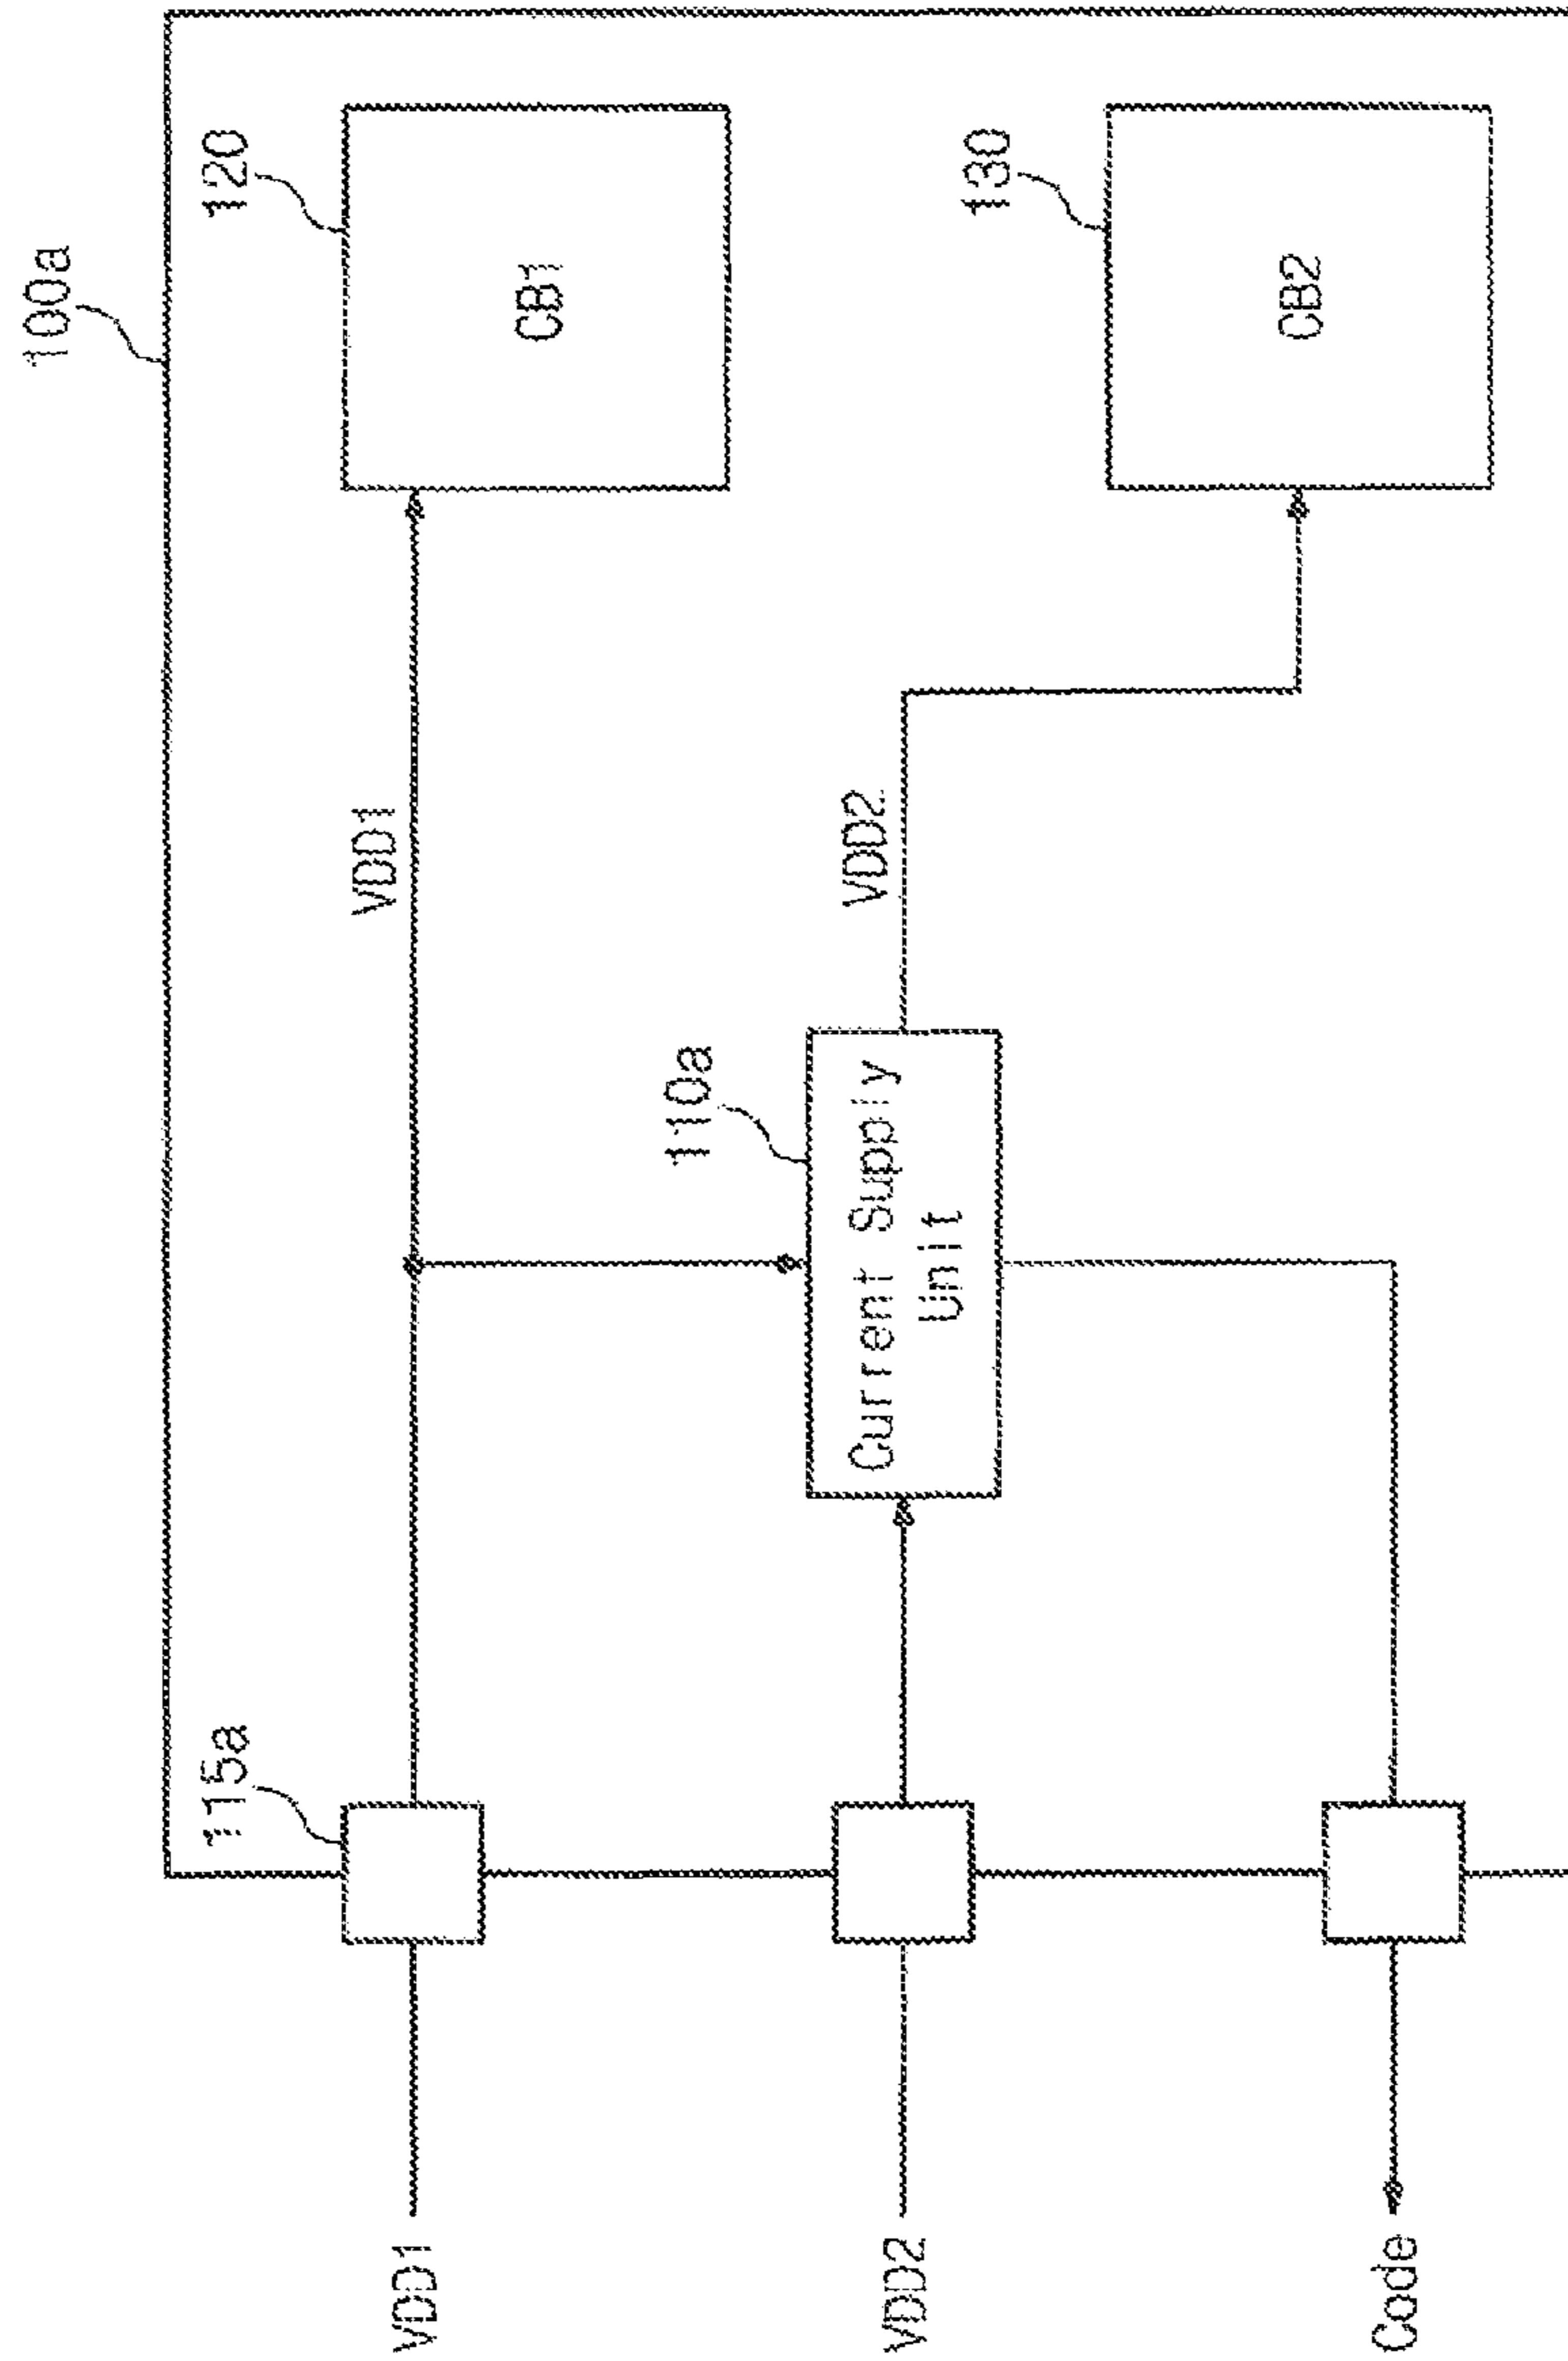 100a
115a
120
VDD1
VDD1
CB1
110a
VDD2
Current Supply
Unit
VDD2
130
CB2
Code